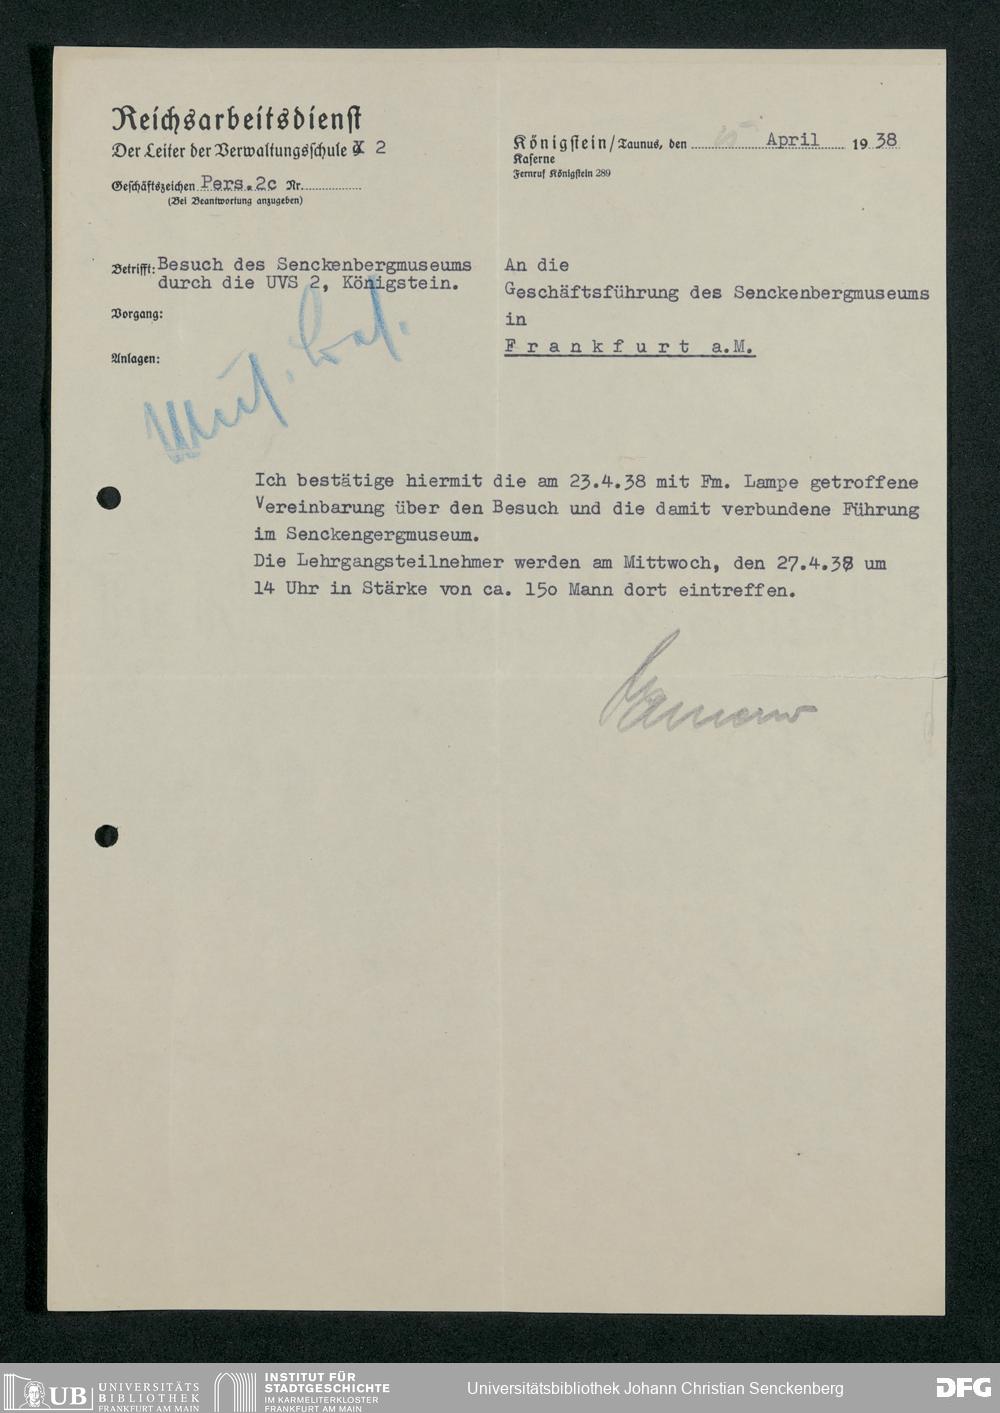 Reichsarbeitsdienst
Der Leiter der Verwaltungsschule 2
Geschäftszeichen Pers.2c Nr.
(Bei Beantwortung anzugeben)
Königstein/Taunus, den April 1938
Kaserne
Fernruf Königstein 289
Betrifft: Besuch des Senckenbergmuseums
durch die UVS 2, Königstein.
Vorgang:
Anlagen:
An die
Geschäftsführung des Senckenbergmuseums
in
Frankfurt a.M.
Ich bestätige hiermit die am 23.4.38 mit Fm. Lampe getroffene
Vereinbarung über den Besuch und die damit verbundene Führung
im Senckengergmuseum.
Die Lehrgangsteilnehmer werden am Mittwoch, den 27.4.38 um
14 Uhr in Stärke von ca. 15o Mann dort eintreffen.
UB UNIVERSITÄTS
BIBLIOTHEK
FRANKFURT AM MAIN
INSTITUT FÜR
STADTGESCHICHTE
IM KARMELITERKLOSTER
FRANKFURT AM MAIN
Universitätsbibliothek Johann Christian Senckenberg
DFG